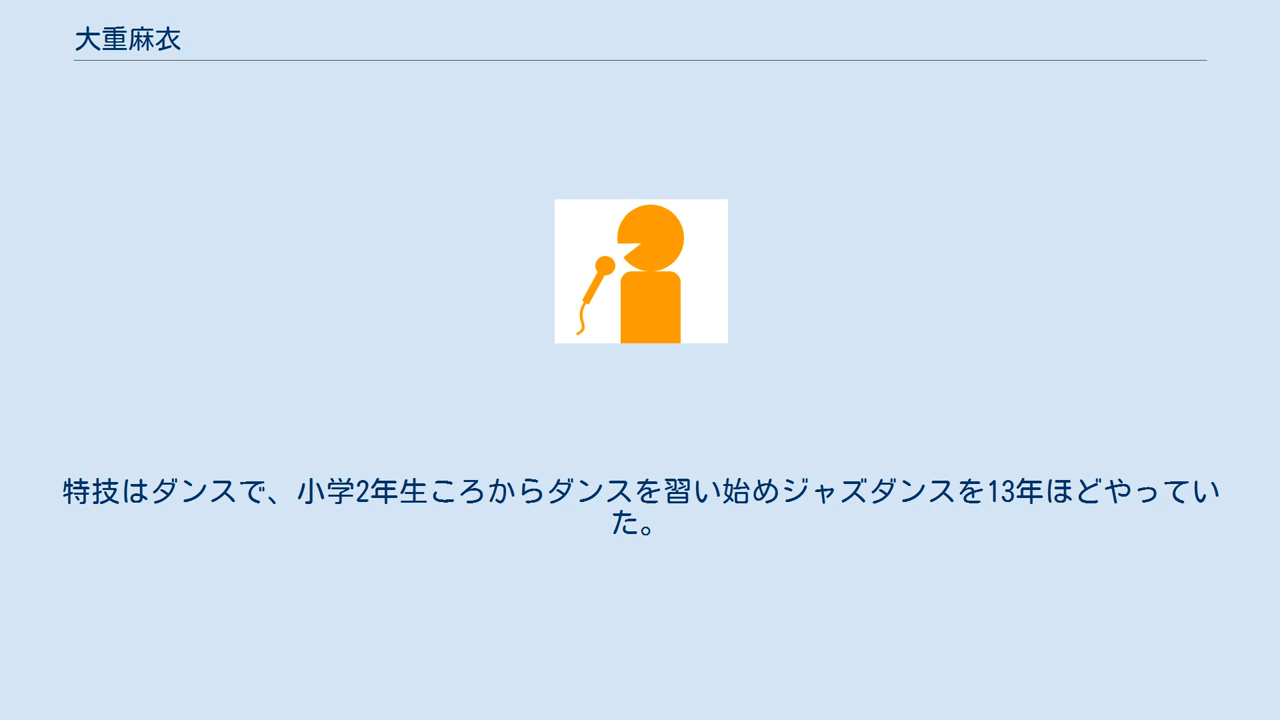 大重麻衣
特技はダンスで、小学2年生ころからダンスを習い始めジャズダンスを13年ほどやってい
た。